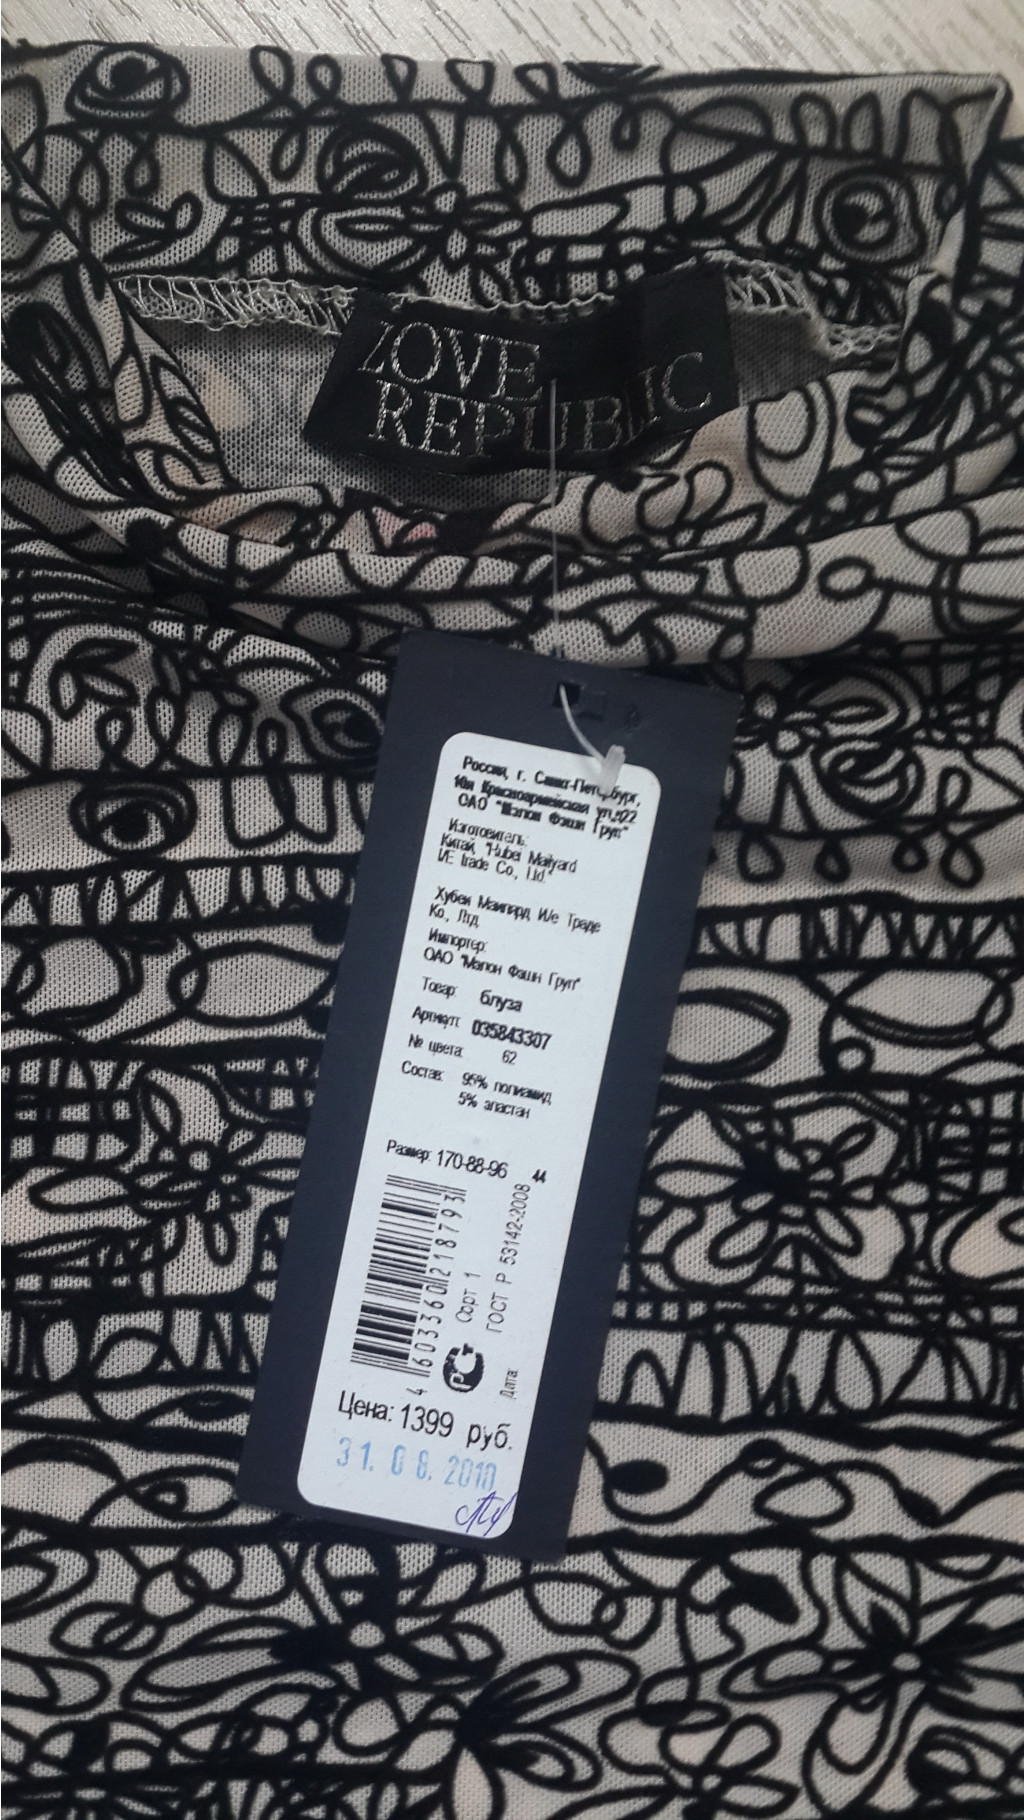 LOVE
REPUBLIC
Россия, г. Санкт-Петербург,
10я Красноармейская ул,д22
ОАО "Мэлон Фэшн Груп"
Изготовитель:
Китай, "Hubei Mailyard
I/E trade Co., Ltd"
Хубеи Маилярд И/е Траде
Ко., Лтд,
Импортер:
ОАО "Мэлон Фэшн Груп"
Товар: блуза
Артикул: 035843307
№ цвета: 62
Состав: 95% полиамид,
5% эластан
Размер: 170-88-96 44
4 603360 218793
Сорт 1
ГОСТ Р 53142-2008
Дата:
Цена: 1399 руб.
31. 08. 2010